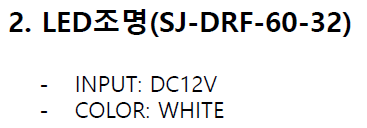 2. LED조명(SJ-DRF-60-32)
- INPUT: DC12V
- COLOR: WHITE